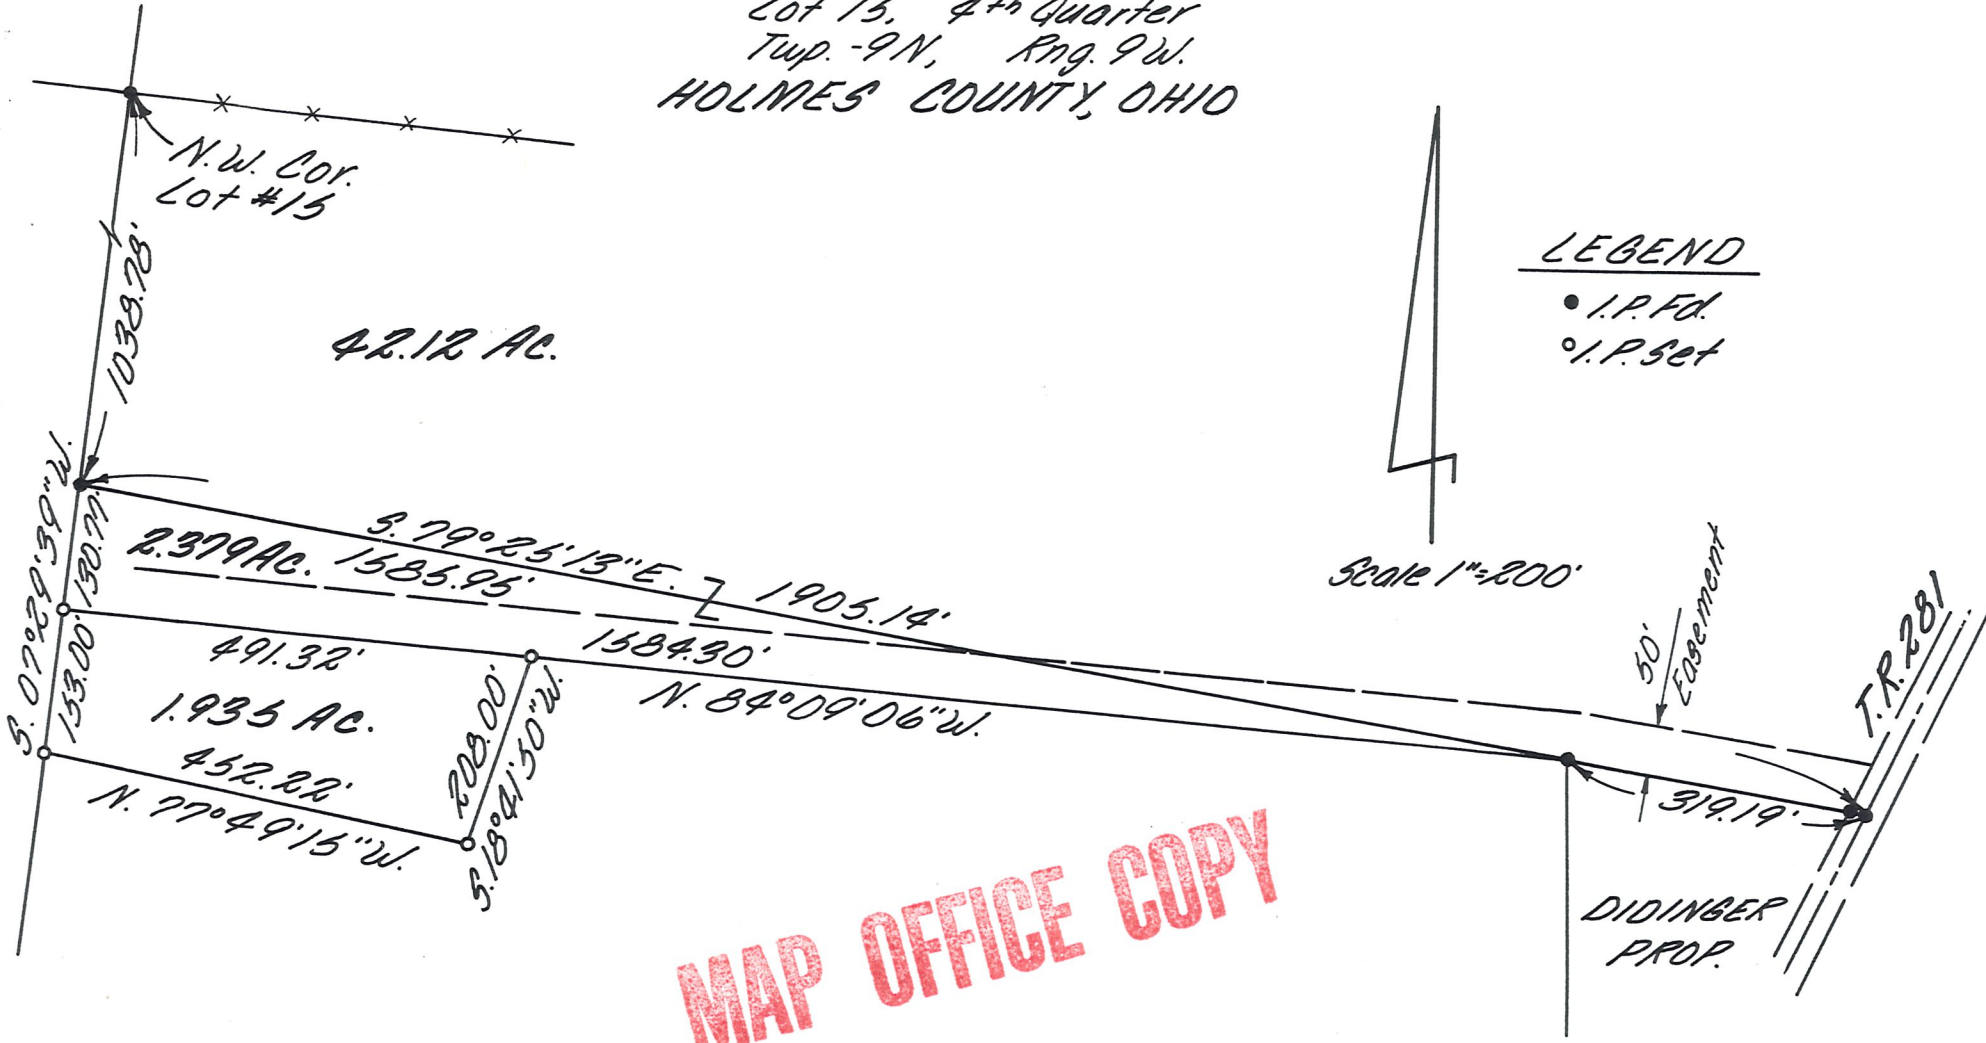 Lot 15, 4th Quarter
Twp.-9N, Rng. 9W.
HOLMES COUNTY, OHIO
N.W. Cor.
Lot #15
1038.78'
42.12 Ac.
LEGEND
I.P. Fd.
I.P. Set
Scale 1"=200'
S. 07°29'39"W.
130.77'
153.00'
S. 79°25'13"E.
2.379 Ac. 1585.95'
1905.14'
491.32'
1584.30'
N. 84°09'06"W.
1.935 Ac.
208.00'
S. 18°41'50"W.
452.22'
N. 77°49'15"W.
50'
Easement
T.R. 281
319.19'
DIDINGER
PROP.
MAP OFFICE COPY